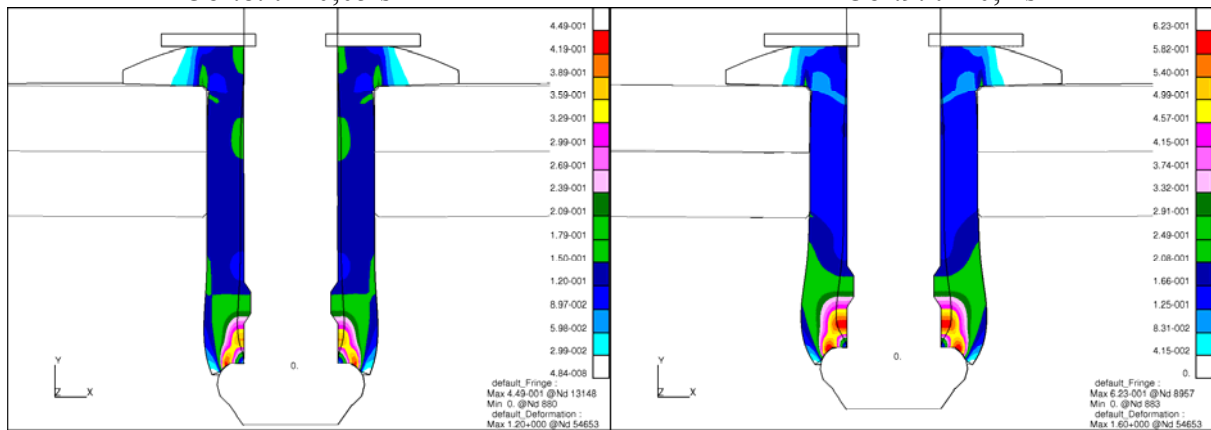 4.49-001
4.19-001
3.89-001
3.59-001
3.29-001
2.99-001
2.69-001
2.39-001
2.09-001
1.79-001
1.50-001
1.20-001
8.97-002
5.98-002
2.99-002
4.84-008
default_Fringe :
Max 4.49-001 @Nd 13148
Min 0. @Nd 880
default_Deformation :
Max 1.20+000 @Nd 54653
0.
Y
Z X
6.23-001
5.82-001
5.40-001
4.99-001
4.57-001
4.15-001
3.74-001
3.32-001
2.91-001
2.49-001
2.08-001
1.66-001
1.25-001
8.31-002
4.15-002
0.
default_Fringe :
Max 6.23-001 @Nd 8957
Min 0. @Nd 883
default_Deformation :
Max 1.60+000 @Nd 54653
0.
Y
Z X